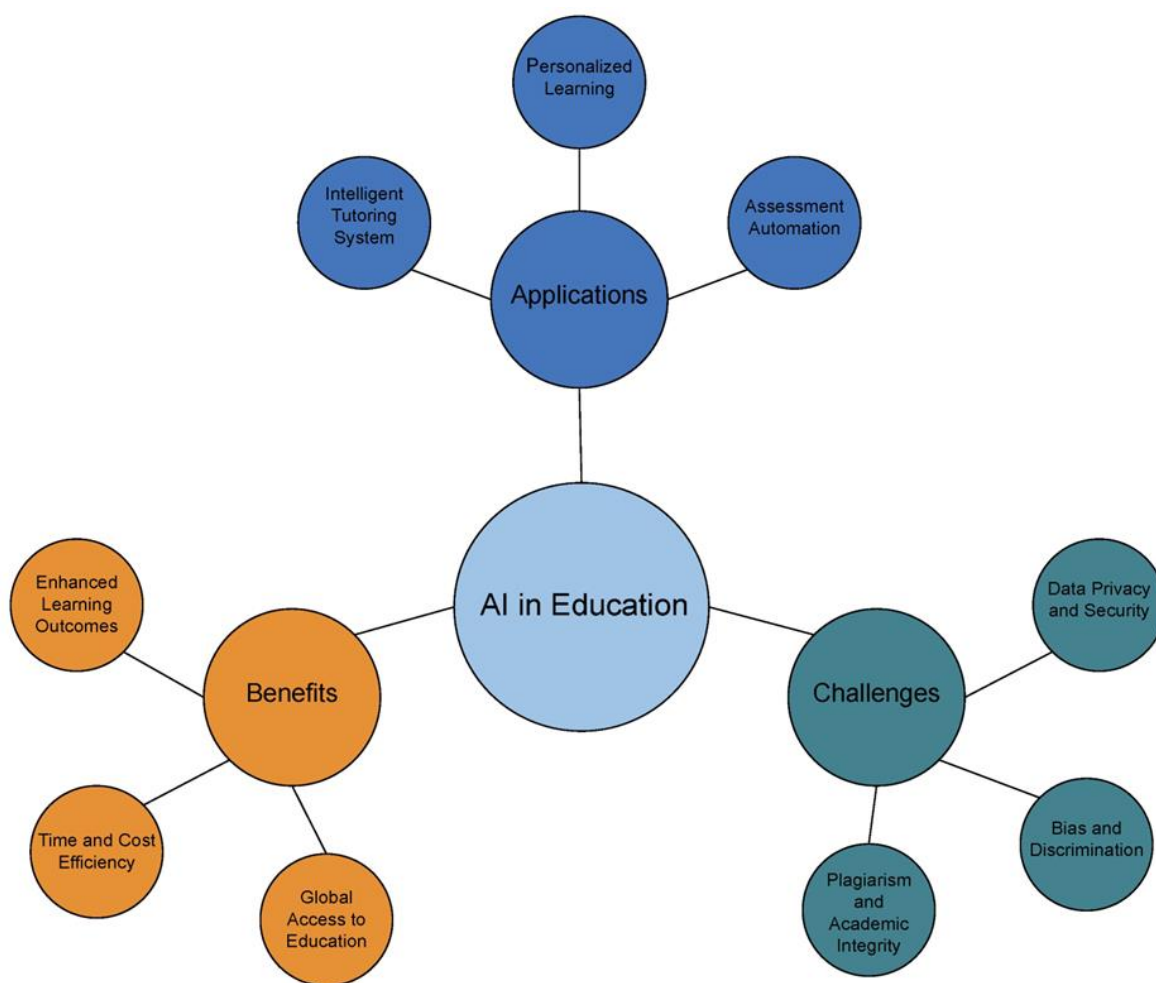 Personalized
Learning
Intelligent
Tutoring
System
Assessment
Automation
Applications
AI in Education
Enhanced
Learning
Outcomes
Benefits
Time and Cost
Efficiency
Global
Access to
Education
Challenges
Data Privacy
and Security
Bias and
Discrimination
Plagiarism
and
Academic
Integrity